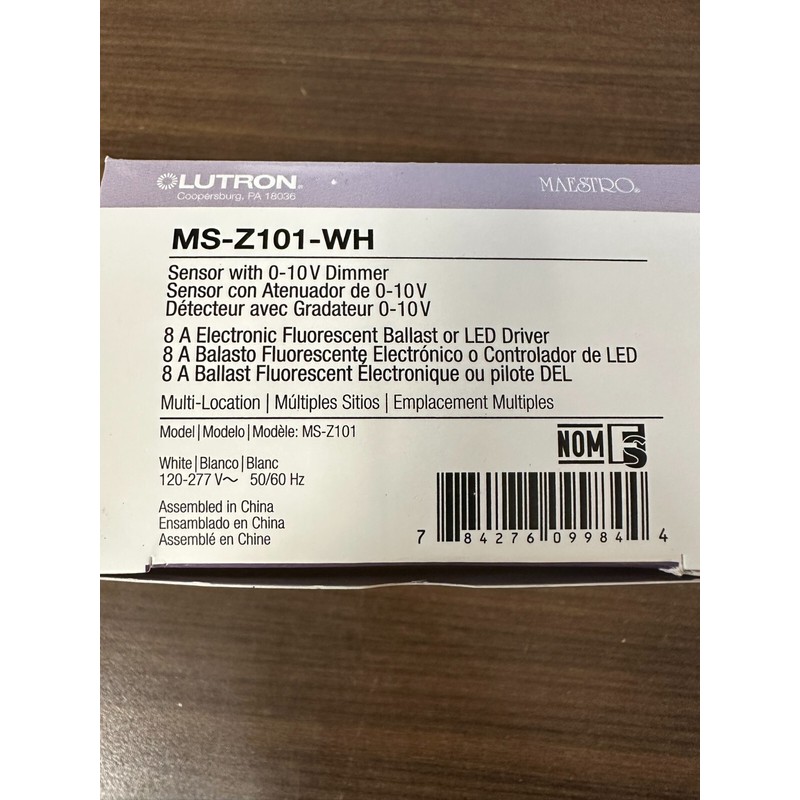 LUTRON®
MAESTRO®
Coopersburg, PA 18036
MS-Z101-WH
Sensor with 0-10V Dimmer
Sensor con Atenuador de 0-10V
Détecteur avec Gradateur 0-10V
8 A Electronic Fluorescent Ballast or LED Driver
8 A Balasto Fluorescente Electrónico o Controlador de LED
8 A Ballast Fluorescent Électronique ou pilote DEL
Multi-Location | Múltiples Sitios | Emplacement Multiples
Model | Modelo | Modèle: MS-Z101
NOM FS
White | Blanco | Blanc
120-277 V~ 50/60 Hz
Assembled in China
Ensamblado en China
Assemblé en Chine
7 84276 09984 4